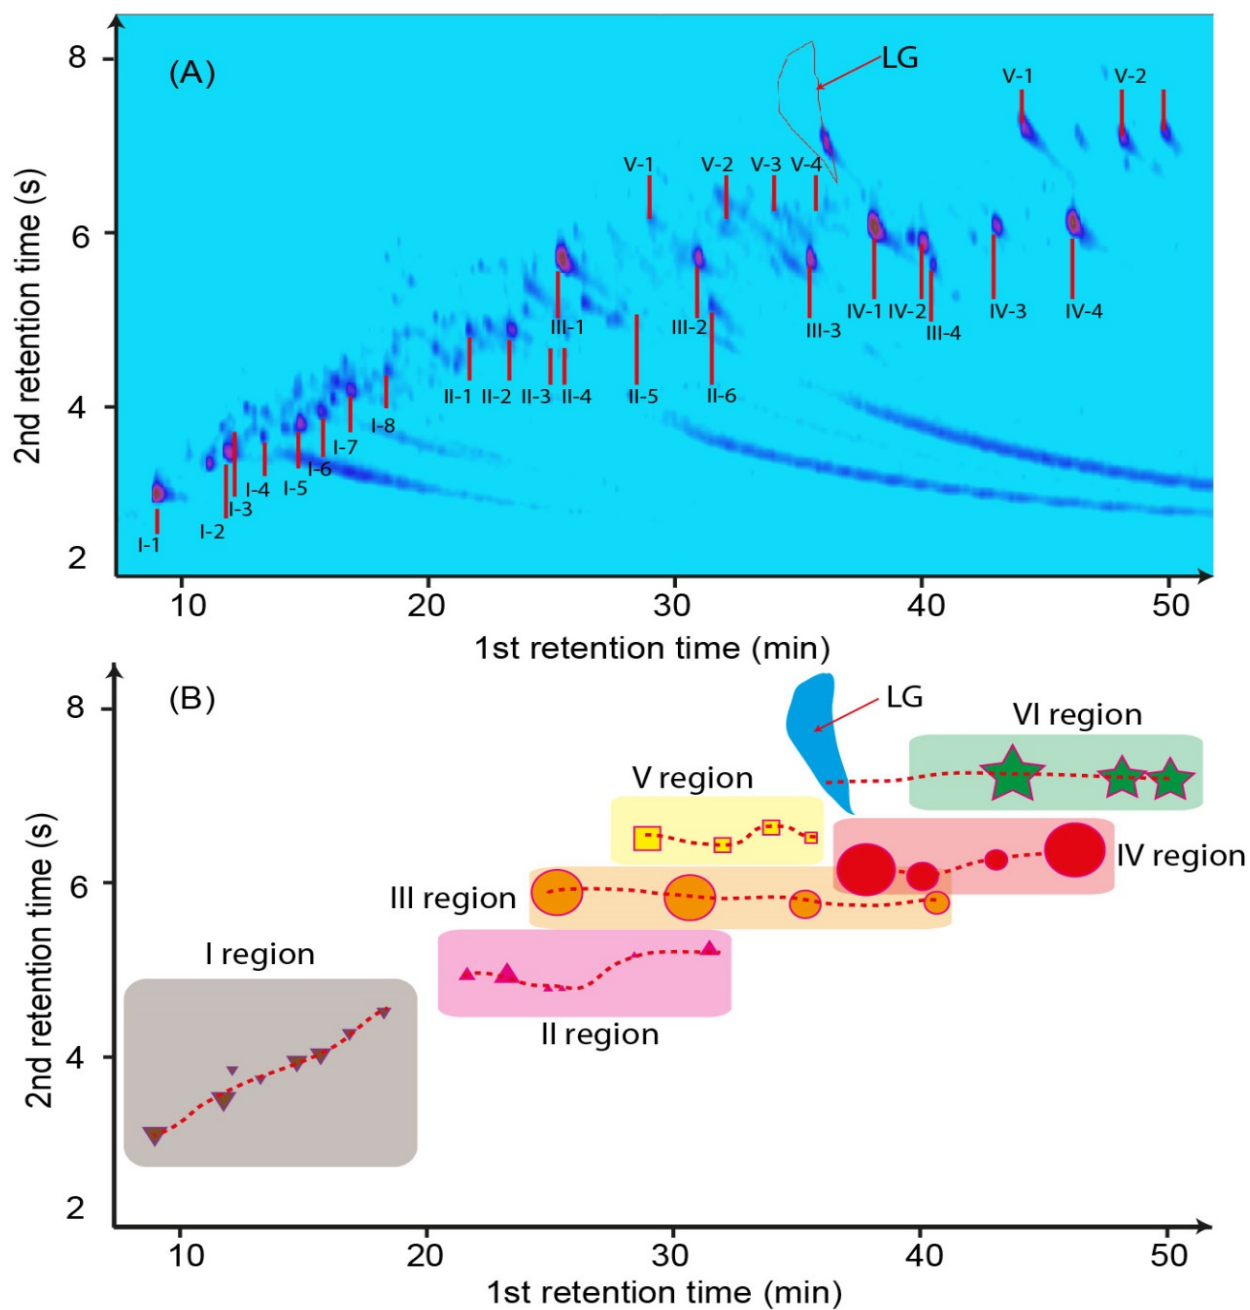 (A)
LG
8
6
4
2
2nd retention time (s)
V-1
V-2
V-1
V-2
V-3
V-4
III-1
III-2
III-3
IV-1
IV-2
III-4
IV-3
IV-4
II-1
II-2
II-3
II-4
II-5
II-6
I-8
I-7
I-6
I-5
I-4
I-3
I-2
I-1
10
20
30
40
50
1st retention time (min)
(B)
LG
8
6
4
2
2nd retention time (s)
VI region
V region
IV region
III region
I region
II region
10
20
30
40
50
1st retention time (min)